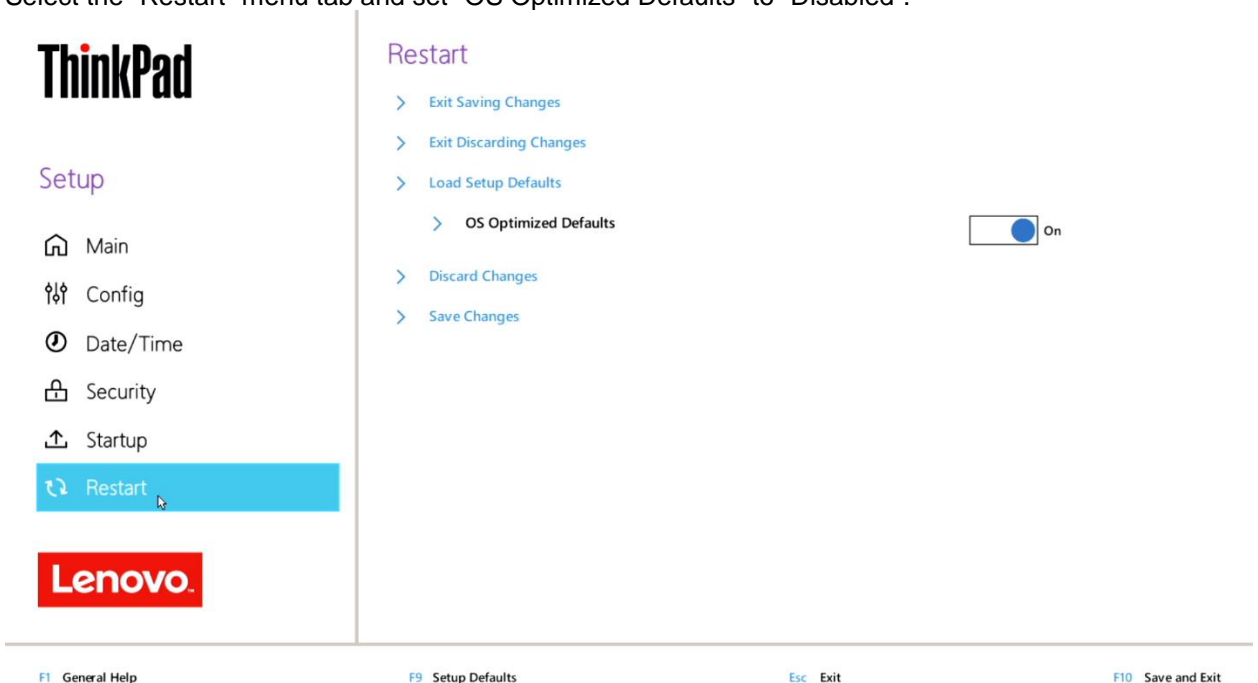 Select the "Restart" menu tab and set "OS Optimized Defaults" to "Disabled".
ThinkPad
Setup
Main
Config
Date/Time
Security
Startup
Restart
Lenovo
Restart
Exit Saving Changes
Exit Discarding Changes
Load Setup Defaults
OS Optimized Defaults On
Discard Changes
Save Changes
F1 General Help F9 Setup Defaults Esc Exit F10 Save and Exit